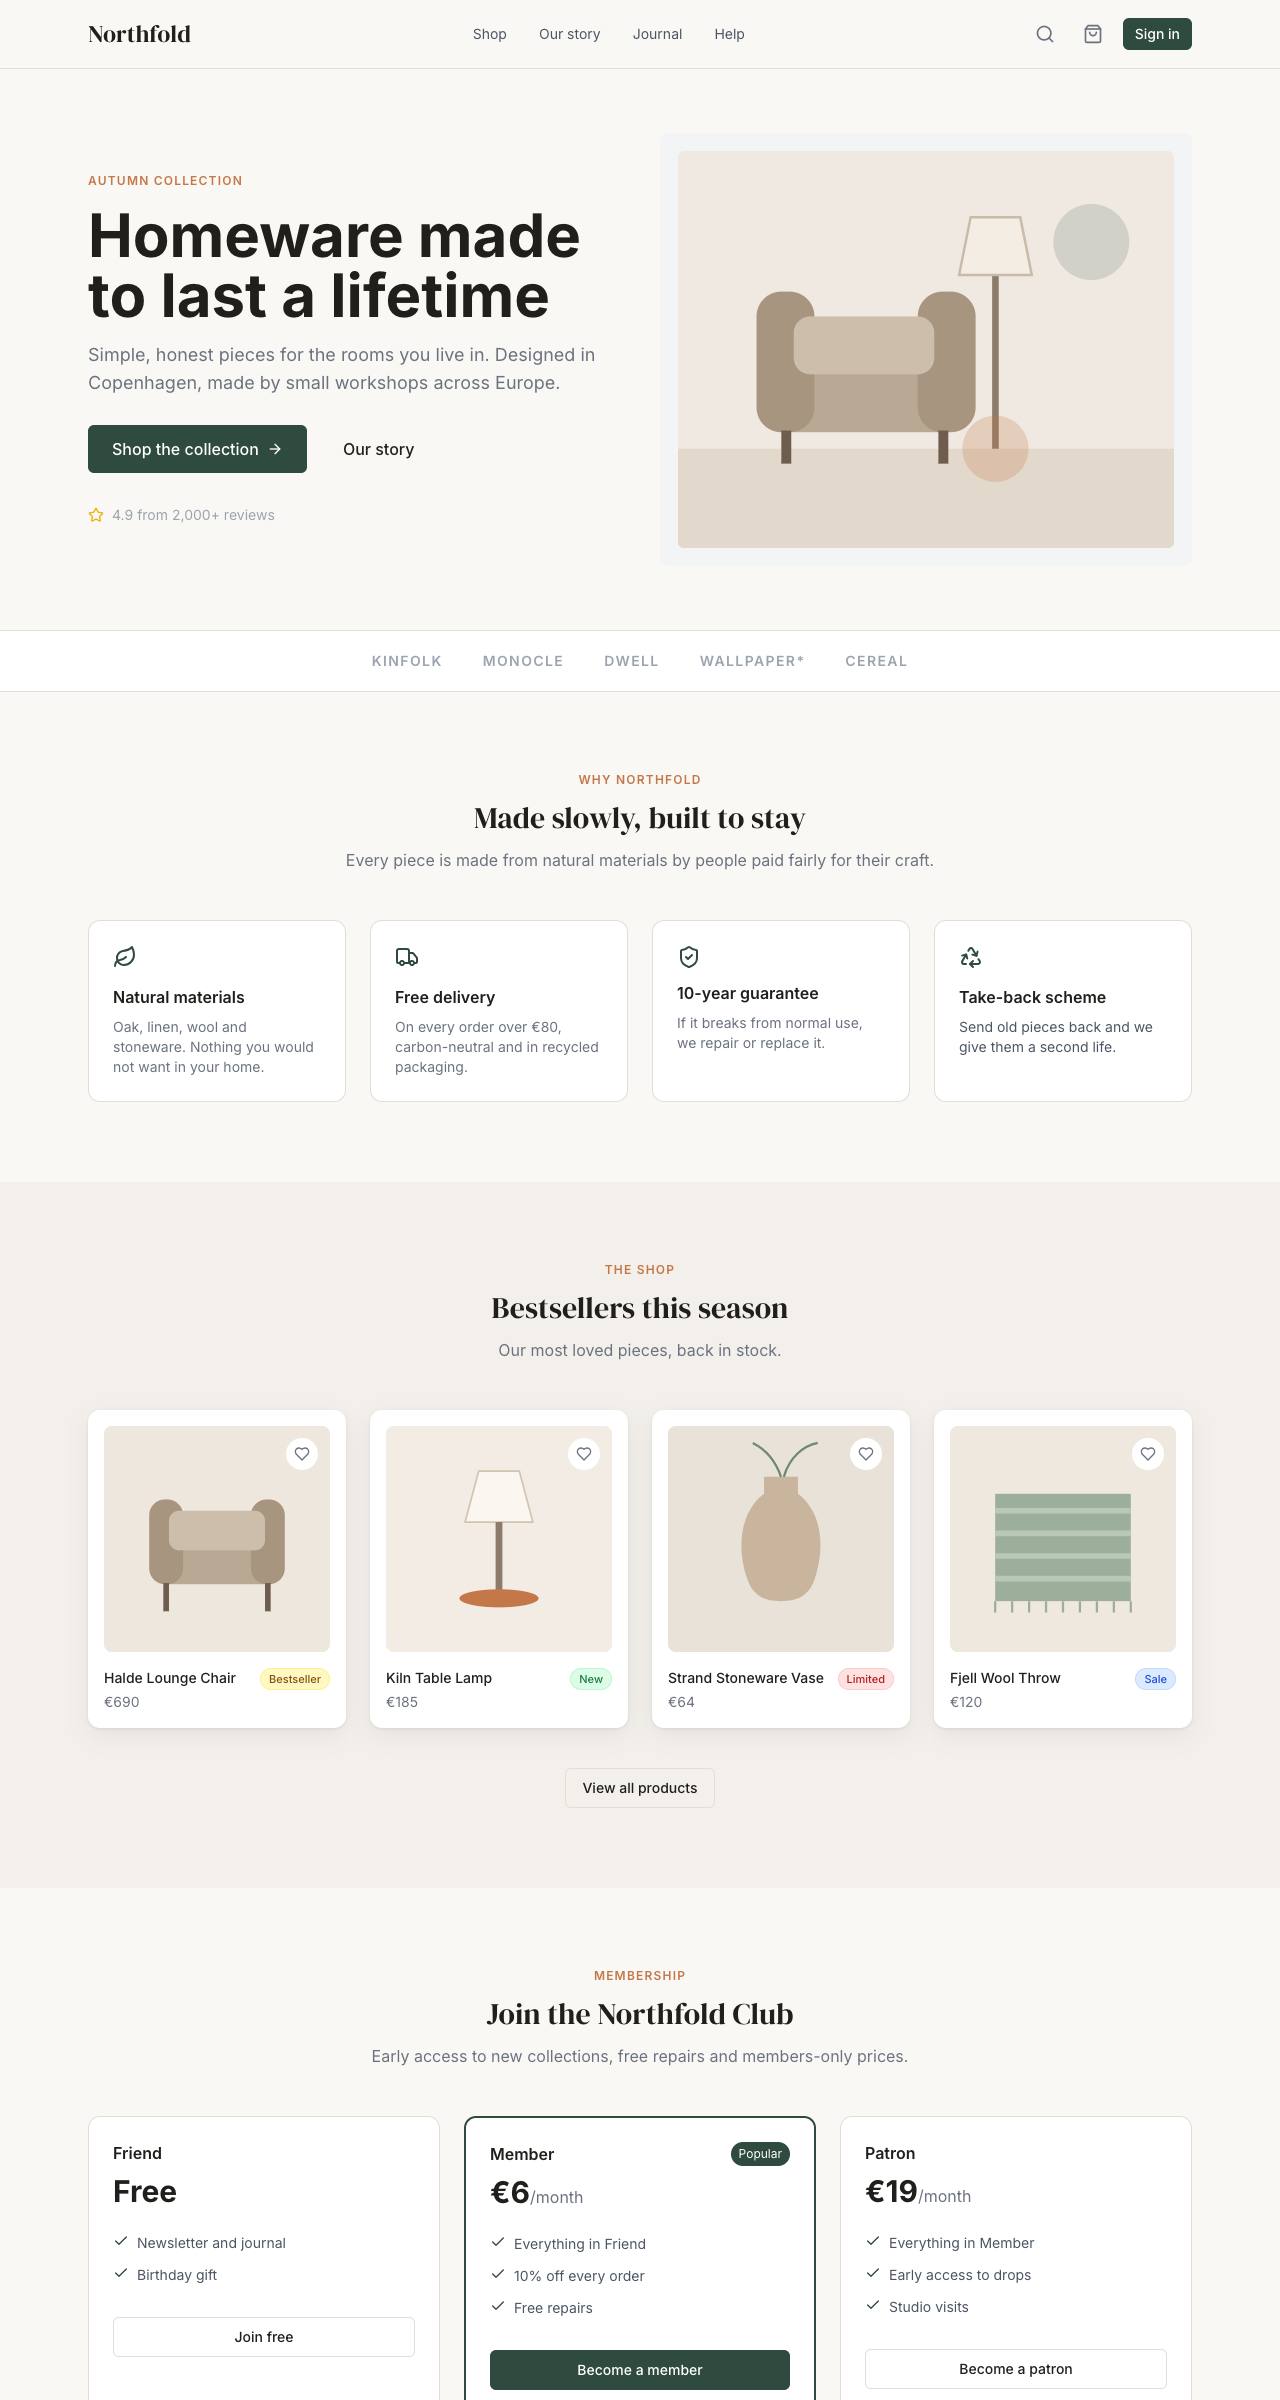 Northfold
Shop
Our story
Journal
Help
Sign in
AUTUMN COLLECTION
Homeware made
to last a lifetime
Simple, honest pieces for the rooms you live in. Designed in
Copenhagen, made by small workshops across Europe.
Shop the collection
Our story
4.9 from 2,000+ reviews
KINFOLK
MONOCLE
DWELL
WALLPAPER*
CEREAL
WHY NORTHFOLD
Made slowly, built to stay
Every piece is made from natural materials by people paid fairly for their craft.
Natural materials
Oak, linen, wool and
stoneware. Nothing you would
not want in your home.
Free delivery
On every order over €80,
carbon-neutral and in recycled
packaging.
10-year guarantee
If it breaks from normal use,
we repair or replace it.
Take-back scheme
Send old pieces back and we
give them a second life.
THE SHOP
Bestsellers this season
Our most loved pieces, back in stock.
Halde Lounge Chair
Bestseller
€690
Kiln Table Lamp
New
€185
Strand Stoneware Vase
Limited
€64
Fjell Wool Throw
Sale
€120
View all products
MEMBERSHIP
Join the Northfold Club
Early access to new collections, free repairs and members-only prices.
Friend
Free
Newsletter and journal
Birthday gift
Join free
Member
Popular
€6/month
Everything in Friend
10% off every order
Free repairs
Become a member
Patron
€19/month
Everything in Member
Early access to drops
Studio visits
Become a patron